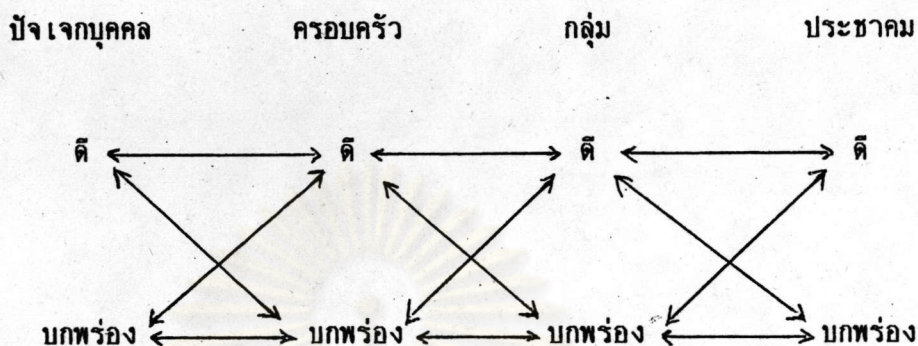 ปัจเจกบุคคล ครอบครัว กลุ่ม ประชาคม
ดี ดี ดี ดี
บกพร่อง บกพร่อง บกพร่อง บกพร่อง